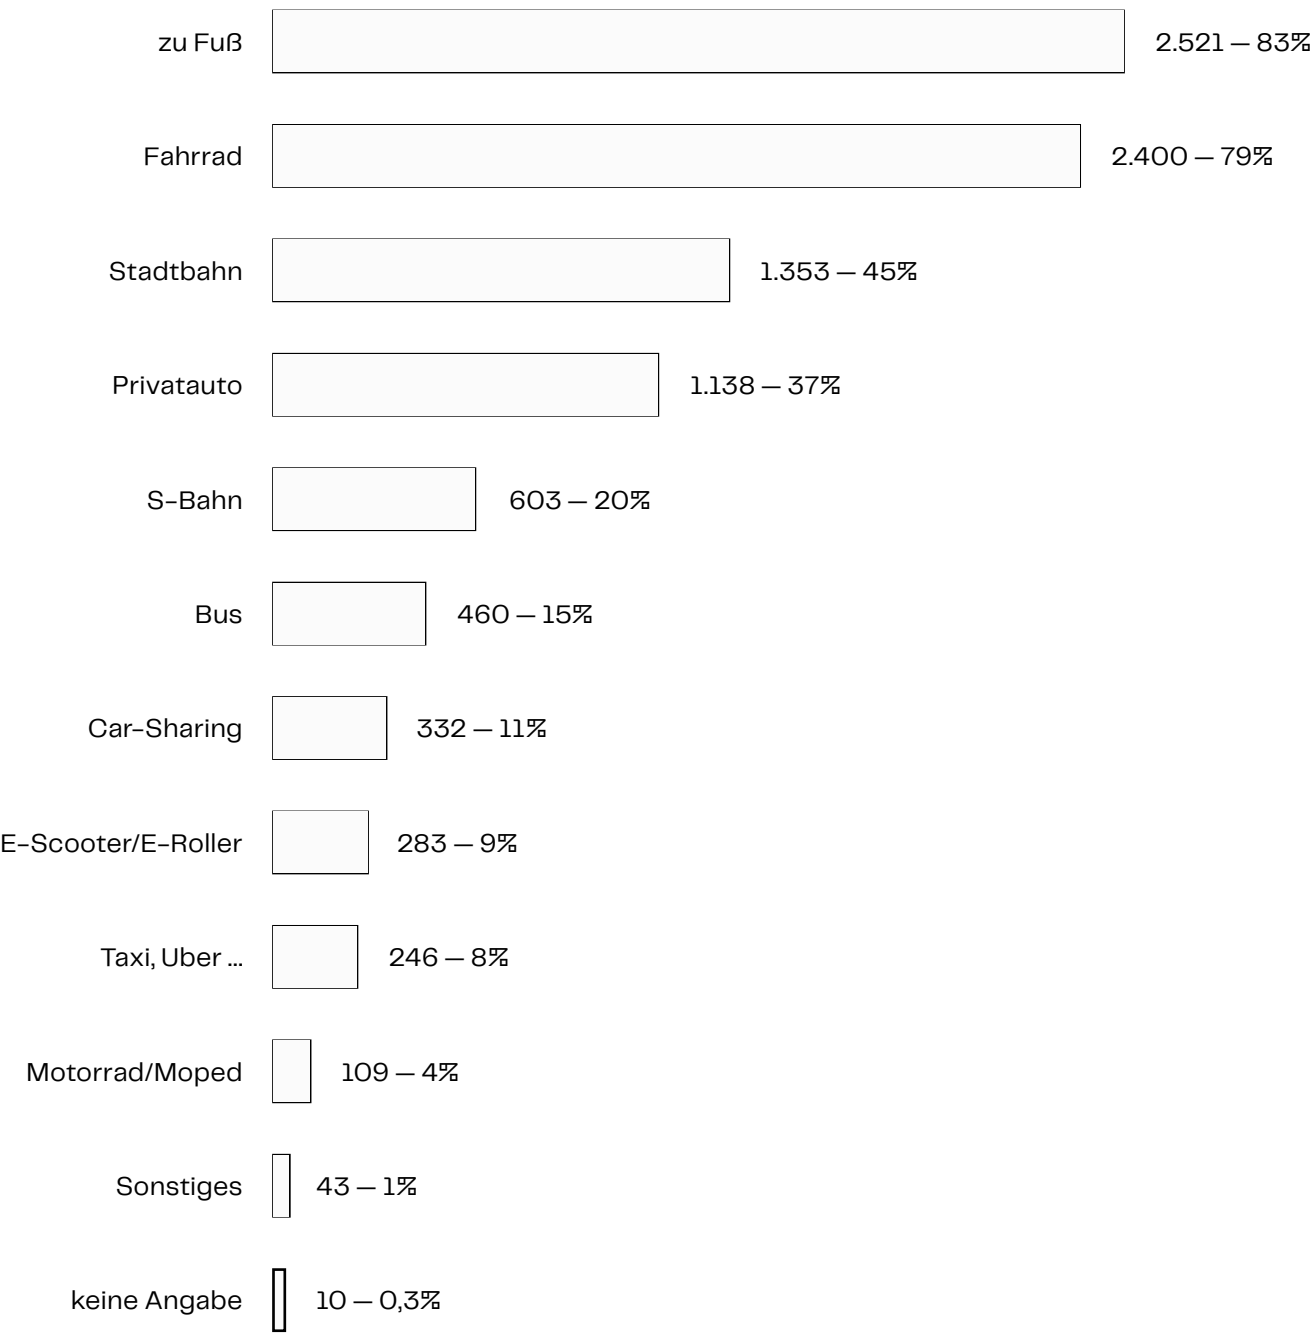 zu Fuß 2.521 — 83%
Fahrrad 2.400 — 79%
Stadtbahn 1.353 — 45%
Privatauto 1.138 — 37%
S-Bahn 603 — 20%
Bus 460 — 15%
Car-Sharing 332 — 11%
E-Scooter/E-Roller 283 — 9%
Taxi, Uber ... 246 — 8%
Motorrad/Moped 109 — 4%
Sonstiges 43 — 1%
keine Angabe 10 — 0,3%